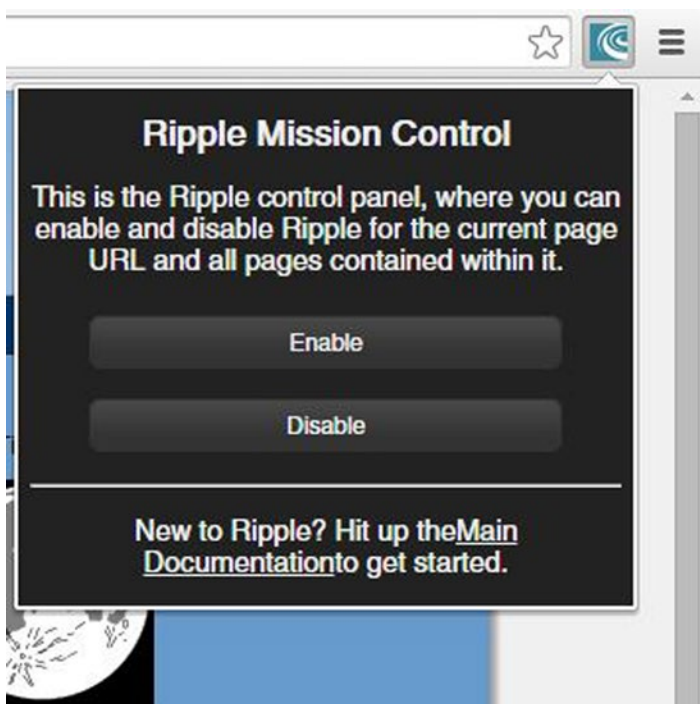 Ripple Mission Control
This is the Ripple control panel, where you can
enable and disable Ripple for the current page
URL and all pages contained within it.
Enable
Disable
New to Ripple? Hit up theMain
Documentationto get started.